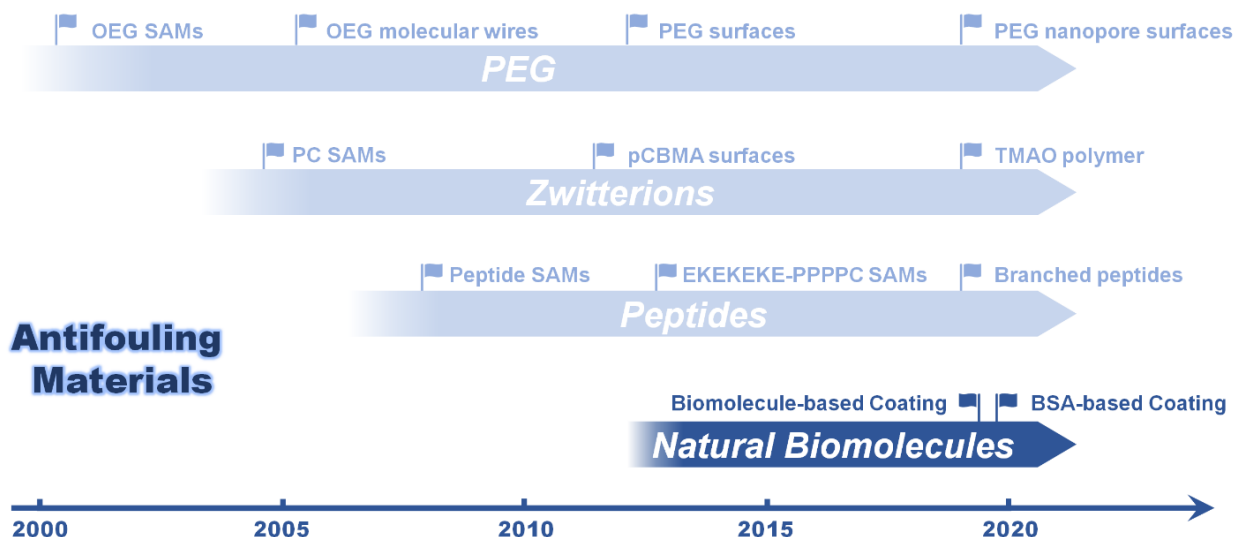 OEG SAMs
OEG molecular wires
PEG surfaces
PEG nanopore surfaces
PEG
PC SAMs
pCBMA surfaces
TMAO polymer
Zwitterions
Peptide SAMs
EKEKEKE-PPPPC SAMs
Branched peptides
Peptides
Antifouling
Materials
Biomolecule-based Coating
BSA-based Coating
Natural Biomolecules
2000
2005
2010
2015
2020